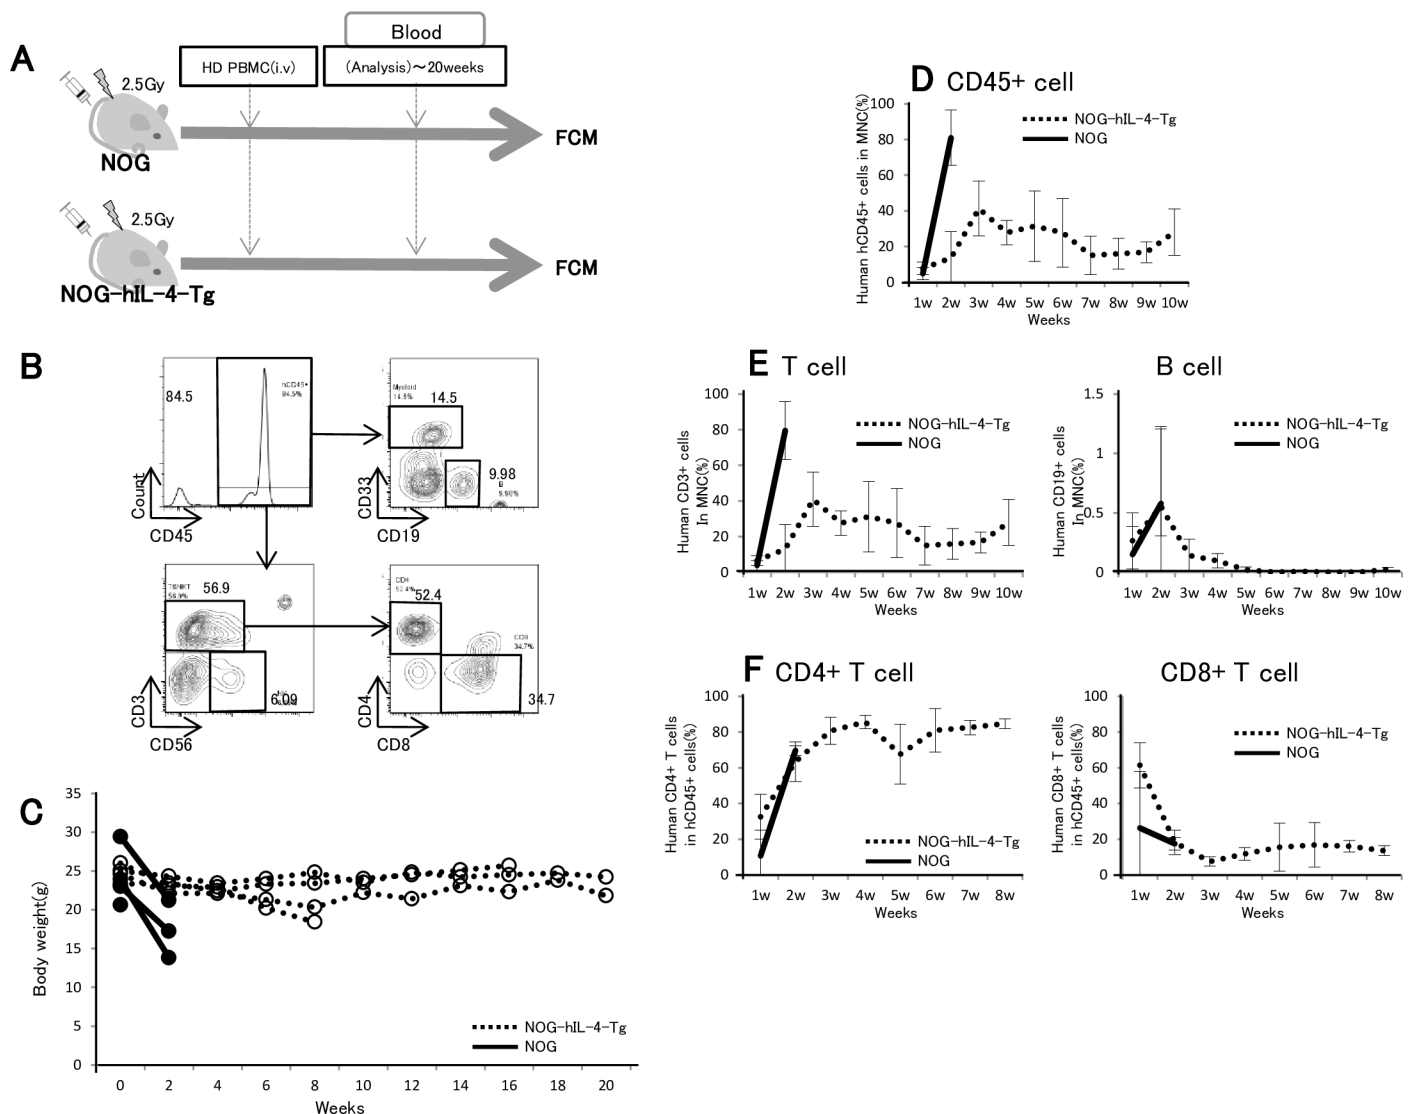 A
Blood
HD PBMC(i.v)
(Analysis)～20weeks
2.5Gy
NOG
FCM
2.5Gy
NOG-hIL-4-Tg
FCM
B
84.5
hCD45+
84.5%
Count
CD45
Myeloid
14.5
CD33
9.98
B
9.98%
CD19
56.9
56.9%
CD3
6.09
CD56
CD4
52.4
52.4%
CD8
34.7%
CD4
34.7
CD8
C
35
30
25
20
15
10
5
0
Body weight(g)
NOG-hIL-4-Tg
NOG
0 2 4 6 8 10 12 14 16 18 20
Weeks
D CD45+ cell
Human hCD45+ cells in MNC(%)
100
80
60
40
20
0
NOG-hIL-4-Tg
NOG
1w 2w 3w 4w 5w 6w 7w 8w 9w 10w
Weeks
E T cell
Human CD3+ cells
In MNC(%)
100
80
60
40
20
0
NOG-hIL-4-Tg
NOG
1w 2w 3w 4w 5w 6w 7w 8w 9w 10w
Weeks
B cell
Human CD19+ cells
In MNC(%)
1.5
1
0.5
0
NOG-hIL-4-Tg
NOG
1w 2w 3w 4w 5w 6w 7w 8w 9w 10w
Weeks
F CD4+ T cell
Human CD4+ T cells
in hCD45+ cells(%)
100
80
60
40
20
0
NOG-hIL-4-Tg
NOG
1w 2w 3w 4w 5w 6w 7w 8w
Weeks
CD8+ T cell
Human CD8+ T cells
in hCD45+ cells(%)
100
80
60
40
20
0
NOG-hIL-4-Tg
NOG
1w 2w 3w 4w 5w 6w 7w 8w
Weeks